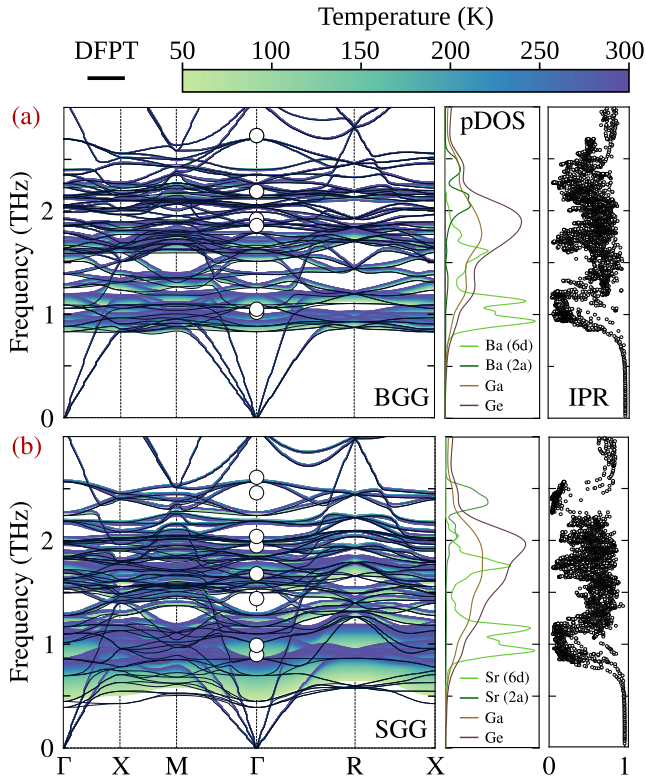 Temperature (K)
DFPT
50 100 150 200 250 300
(a)
pDOS
Frequency (THz)
2
1
0
Ba (6d)
Ba (2a)
Ga
Ge
BGG
IPR
(b)
Frequency (THz)
2
1
0
Sr (6d)
Sr (2a)
Ga
Ge
SGG
Γ X M Γ R X
0 1